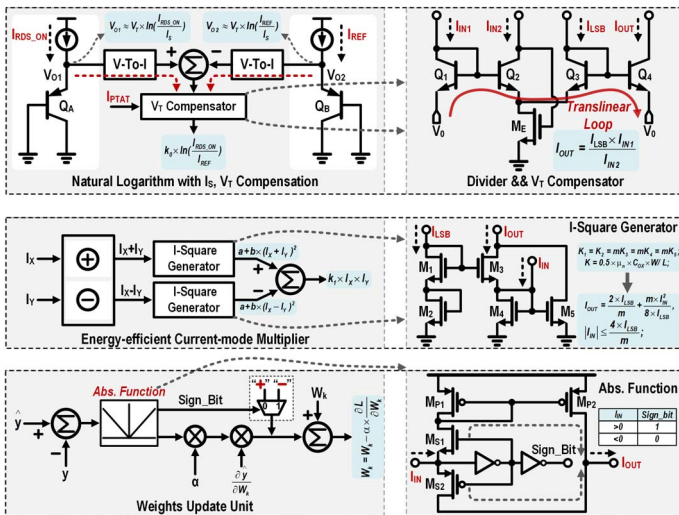 I_RDS_ON
V_O1 ≈ V_T × ln(I_RDS_ON/I_S)
V_O2 ≈ V_T × ln(I_REF/I_S)
I_REF
V_O1
V-To-I
+
Σ
−
V-To-I
V_O2
Q_A
I_PTAT
V_T Compensator
Q_B
k_0 × ln(I_RDS_ON/I_REF)
Natural Logarithm with I_S, V_T Compensation
I_IN1
I_IN2
I_LSB
I_OUT
Q_1
Q_2
Q_3
Q_4
V_0
M_E
Translinear
Loop
V_0
I_OUT = (I_LSB × I_IN1)/I_IN2
Divider && V_T Compensator
I_X
+
I_X+I_Y
I-Square
Generator
a+b×(I_X + I_Y)²
+
Σ
k_1 × I_X × I_Y
I_Y
−
I_X-I_Y
I-Square
Generator
−
a+b×(I_X − I_Y)²
Energy-efficient Current-mode Multiplier
I_LSB
I_OUT
I-Square Generator
M_1
M_3
I_IN
M_2
M_4
M_5
K_1 = K_2 = mK_3 = mK_4 = mK_5;
K = 0.5 × μ_n × C_OX × W/L;
I_OUT = (2 × I_LSB)/m + (m × I_IN²)/(8 × I_LSB)
|I_IN| ≤ (4 × I_LSB)/m;
Abs. Function
"+" "−"
0 1
Sign_Bit
W_k
ŷ
+
Σ
−
y
α
∂ŷ/∂W_k
+
Σ
W_k = W_k − α × ∂L/∂W_k
Weights Update Unit
M_P1
M_P2
Abs. Function
I_IN Sign_bit
>0 1
<0 0
M_S1
Sign_Bit
I_IN
M_S2
I_OUT